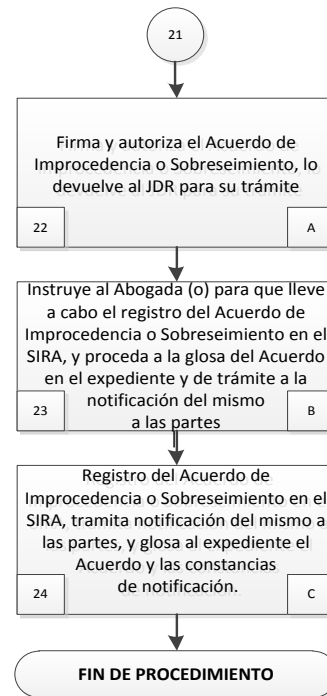 21
Firma y autoriza el Acuerdo de
Improcedencia o Sobreseimiento, lo
devuelve al JDR para su trámite
22
A
Instruye al Abogada (o) para que lleve
a cabo el registro del Acuerdo de
Improcedencia o Sobreseimiento en el
SIRA, y proceda a la glosa del Acuerdo
en el expediente y de trámite a la
notificación del mismo
a las partes
23
B
Registro del Acuerdo de
Improcedencia o Sobreseimiento en el
SIRA, tramita notificación del mismo a
las partes, y glosa al expediente el
Acuerdo y las constancias
de notificación.
24
C
FIN DE PROCEDIMIENTO